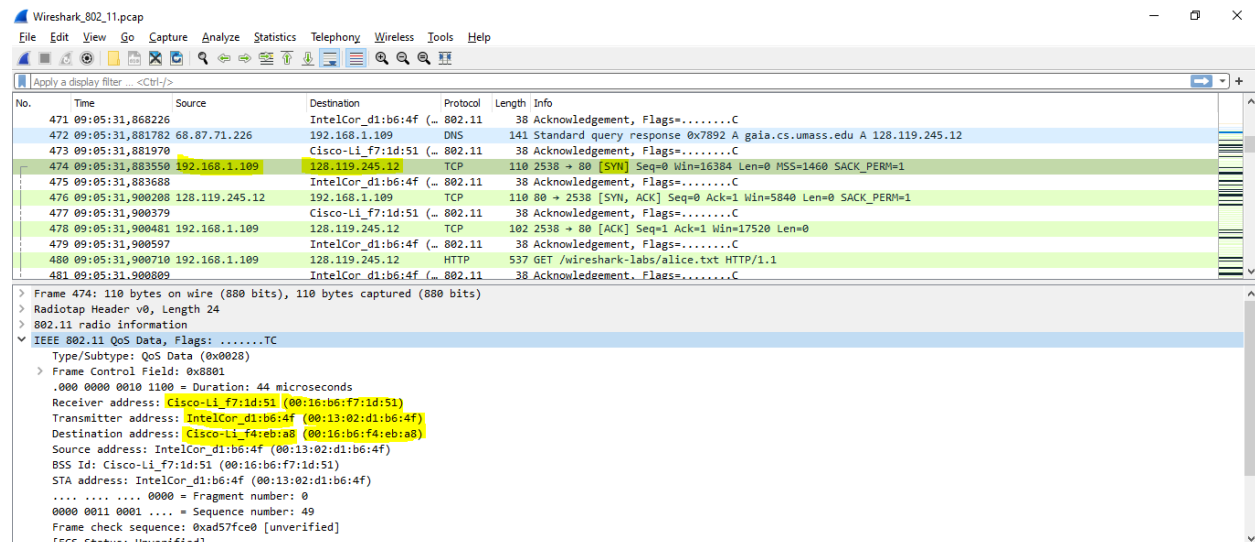 Wireshark_802_11.pcap
File Edit View Go Capture Analyze Statistics Telephony Wireless Tools Help
Apply a display filter ... <Ctrl-/>
No. Time Source Destination Protocol Length Info
471 09:05:31,868226 IntelCor_d1:b6:4f (… 802.11 38 Acknowledgement, Flags=........C
472 09:05:31,881782 68.87.71.226 192.168.1.109 DNS 141 Standard query response 0x7892 A gaia.cs.umass.edu A 128.119.245.12
473 09:05:31,881970 Cisco-Li_f7:1d:51 (… 802.11 38 Acknowledgement, Flags=........C
474 09:05:31,883550 192.168.1.109 128.119.245.12 TCP 110 2538 → 80 [SYN] Seq=0 Win=16384 Len=0 MSS=1460 SACK_PERM=1
475 09:05:31,883688 IntelCor_d1:b6:4f (… 802.11 38 Acknowledgement, Flags=........C
476 09:05:31,900208 128.119.245.12 192.168.1.109 TCP 110 80 → 2538 [SYN, ACK] Seq=0 Ack=1 Win=5840 Len=0 SACK_PERM=1
477 09:05:31,900379 Cisco-Li_f7:1d:51 (… 802.11 38 Acknowledgement, Flags=........C
478 09:05:31,900481 192.168.1.109 128.119.245.12 TCP 102 2538 → 80 [ACK] Seq=1 Ack=1 Win=17520 Len=0
479 09:05:31,900597 IntelCor_d1:b6:4f (… 802.11 38 Acknowledgement, Flags=........C
480 09:05:31,900710 192.168.1.109 128.119.245.12 HTTP 537 GET /wireshark-labs/alice.txt HTTP/1.1
481 09:05:31,900809 IntelCor_d1:b6:4f (… 802.11 38 Acknowledgement, Flags=........C
Frame 474: 110 bytes on wire (880 bits), 110 bytes captured (880 bits)
Radiotap Header v0, Length 24
802.11 radio information
IEEE 802.11 QoS Data, Flags: .......TC
Type/Subtype: QoS Data (0x0028)
Frame Control Field: 0x8801
.000 0000 0010 1100 = Duration: 44 microseconds
Receiver address: Cisco-Li_f7:1d:51 (00:16:b6:f7:1d:51)
Transmitter address: IntelCor_d1:b6:4f (00:13:02:d1:b6:4f)
Destination address: Cisco-Li_f4:eb:a8 (00:16:b6:f4:eb:a8)
Source address: IntelCor_d1:b6:4f (00:13:02:d1:b6:4f)
BSS Id: Cisco-Li_f7:1d:51 (00:16:b6:f7:1d:51)
STA address: IntelCor_d1:b6:4f (00:13:02:d1:b6:4f)
.... .... .... 0000 = Fragment number: 0
0000 0011 0001 .... = Sequence number: 49
Frame check sequence: 0xad57fce0 [unverified]
[FCS Status: Unverified]